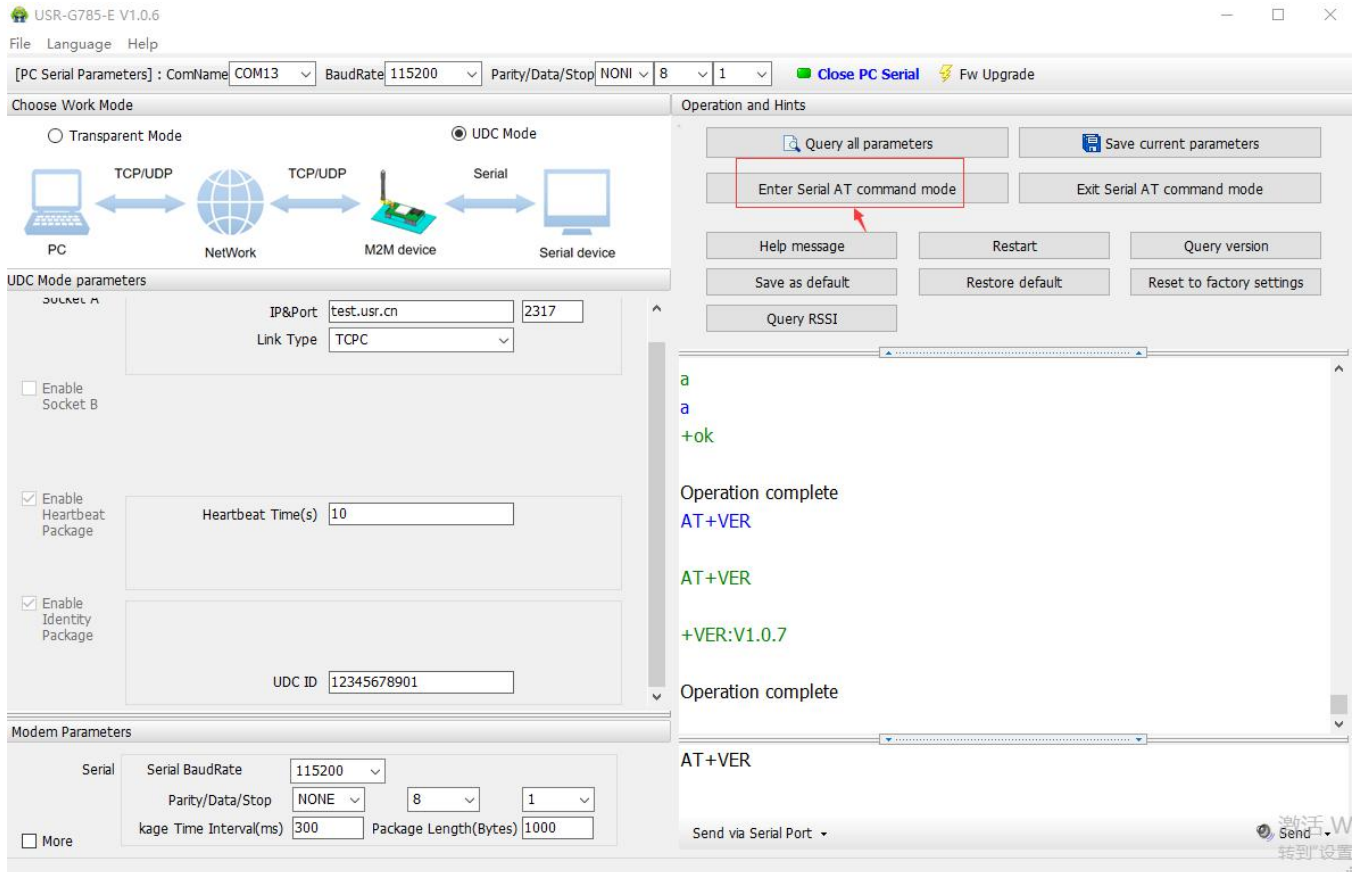 USR-G785-E V1.0.6
File Language Help
[PC Serial Parameters] : ComName COM13 BaudRate 115200 Parity/Data/Stop NONI 8 1 Close PC Serial Fw Upgrade
Choose Work Mode
Transparent Mode UDC Mode
TCP/UDP TCP/UDP Serial
PC NetWork M2M device Serial device
UDC Mode parameters
Socket A
IP&Port test.usr.cn 2317
Link Type TCPC
Enable
Socket B
Enable
Heartbeat
Package
Heartbeat Time(s) 10
Enable
Identity
Package
UDC ID 12345678901
Modem Parameters
Serial Serial BaudRate 115200
Parity/Data/Stop NONE 8 1
kage Time Interval(ms) 300 Package Length(Bytes) 1000
More
Operation and Hints
Query all parameters Save current parameters
Enter Serial AT command mode Exit Serial AT command mode
Help message Restart Query version
Save as default Restore default Reset to factory settings
Query RSSI
a
a
+ok
Operation complete
AT+VER
AT+VER
+VER:V1.0.7
Operation complete
AT+VER
Send via Serial Port Send
激活 W
转到"设置